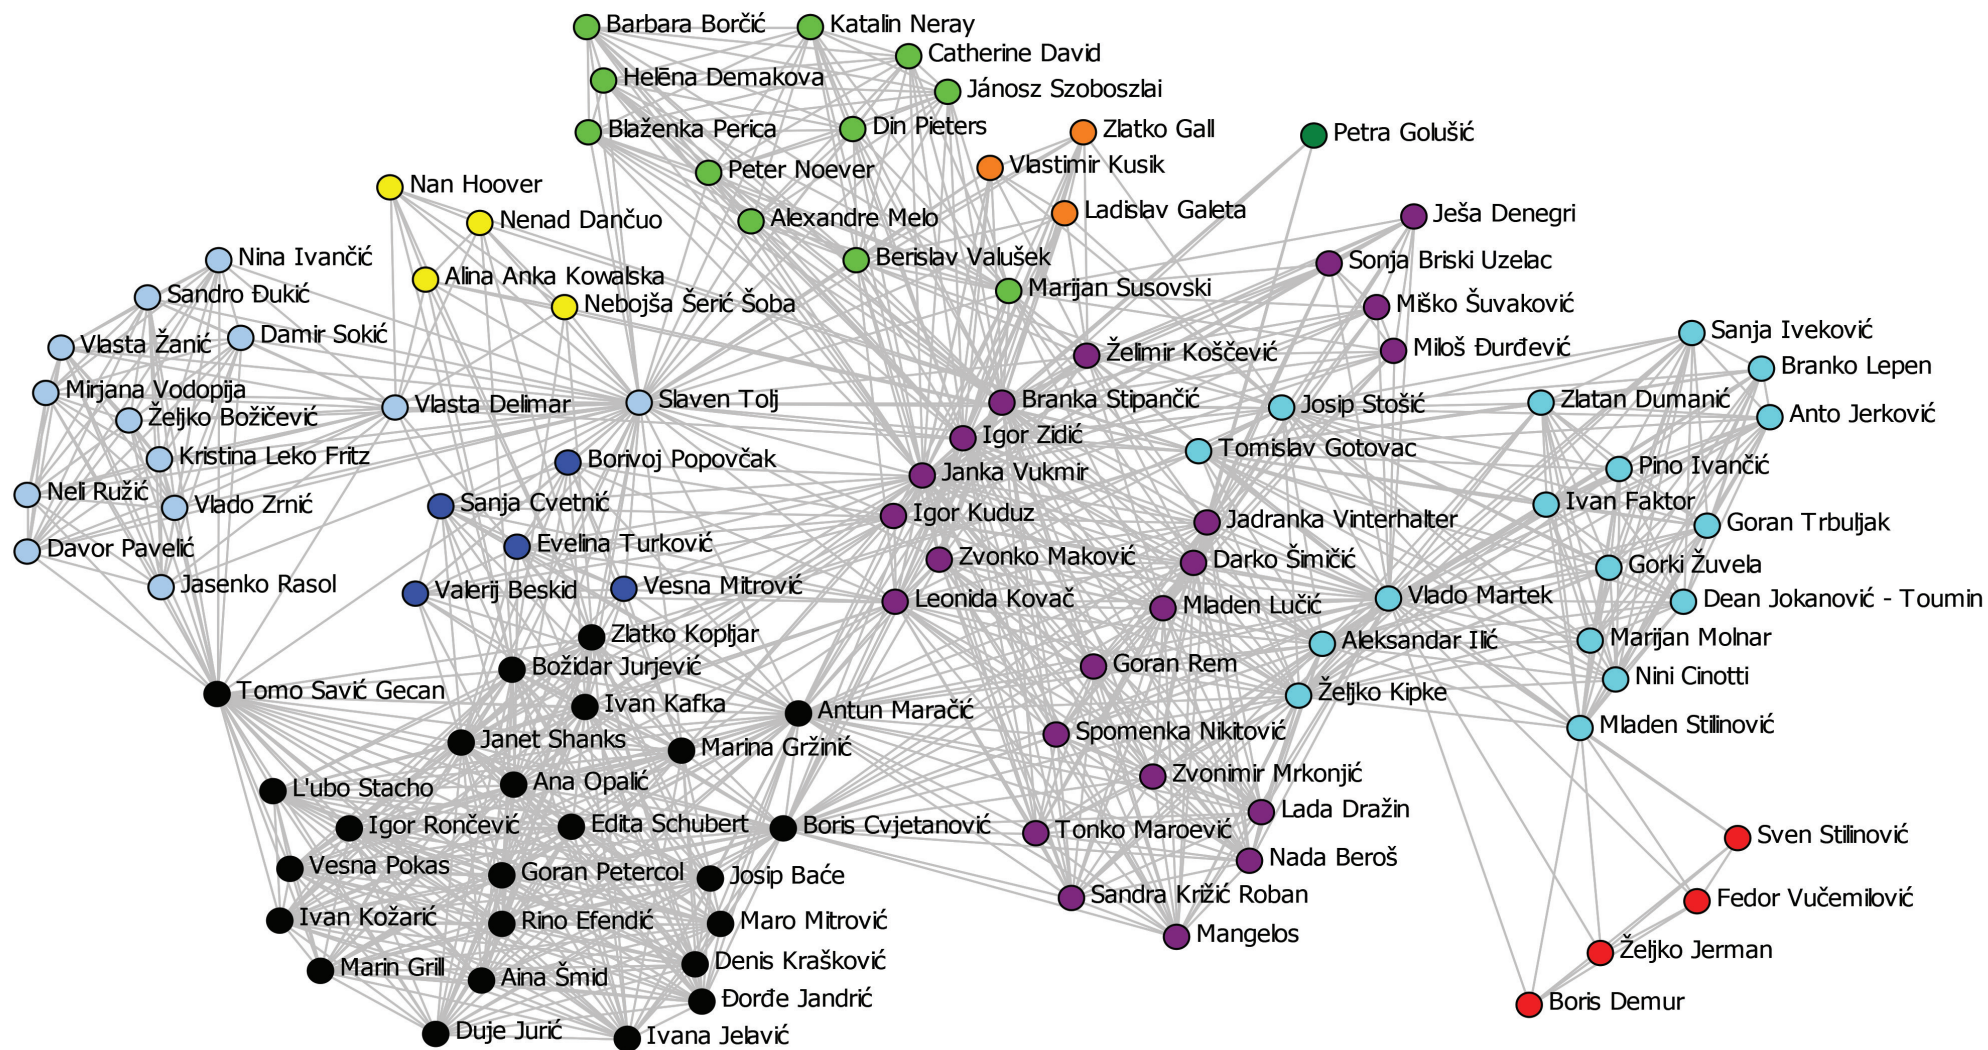 Barbara Borčić
Katalin Neray
Catherine David
Helēna Demakova
Jánosz Szoboszlai
Blaženka Perica
Din Pieters
Zlatko Gall
Petra Golušić
Peter Noever
Vlastimir Kusik
Nan Hoover
Nenad Dančuo
Alexandre Melo
Ladislav Galeta
Ješa Denegri
Nina Ivančić
Alina Anka Kowalska
Berislav Valušek
Sonja Briski Uzelac
Sandro Đukić
Nebojša Šerić Šoba
Marijan Susovski
Miško Šuvaković
Vlasta Žanić
Damir Sokić
Želimir Koščević
Miloš Đurđević
Sanja Iveković
Branko Lepen
Mirjana Vodopija
Željko Božičević
Vlasta Delimar
Slaven Tolj
Branka Stipančić
Josip Stošić
Zlatan Dumanić
Anto Jerković
Igor Zidić
Kristina Leko Fritz
Borivoj Popovčak
Janka Vukmir
Tomislav Gotovac
Pino Ivančić
Neli Ružić
Vlado Zrnić
Sanja Cvetnić
Igor Kuduz
Jadranka Vinterhalter
Ivan Faktor
Goran Trbuljak
Davor Pavelić
Evelina Turković
Zvonko Maković
Darko Šimičić
Gorki Žuvela
Jasenko Rasol
Valerij Beskid
Vesna Mitrović
Leonida Kovač
Mladen Lučić
Vlado Martek
Dean Jokanović - Toumin
Zlatko Kopljar
Aleksandar Ilić
Marijan Molnar
Božidar Jurjević
Goran Rem
Nini Cinotti
Tomo Savić Gecan
Ivan Kafka
Antun Maračić
Željko Kipke
Mladen Stilinović
Janet Shanks
Marina Gržinić
Spomenka Nikitović
L'ubo Stacho
Ana Opalić
Zvonimir Mrkonjić
Igor Rončević
Edita Schubert
Boris Cvjetanović
Tonko Maroević
Lada Dražin
Sven Stilinović
Vesna Pokas
Goran Petercol
Josip Baće
Nada Beroš
Sandra Križić Roban
Fedor Vučemilović
Ivan Kožarić
Rino Efendić
Maro Mitrović
Mangelos
Željko Jerman
Marin Grill
Aina Šmid
Denis Krašković
Đorđe Jandrić
Boris Demur
Duje Jurić
Ivana Jelavić